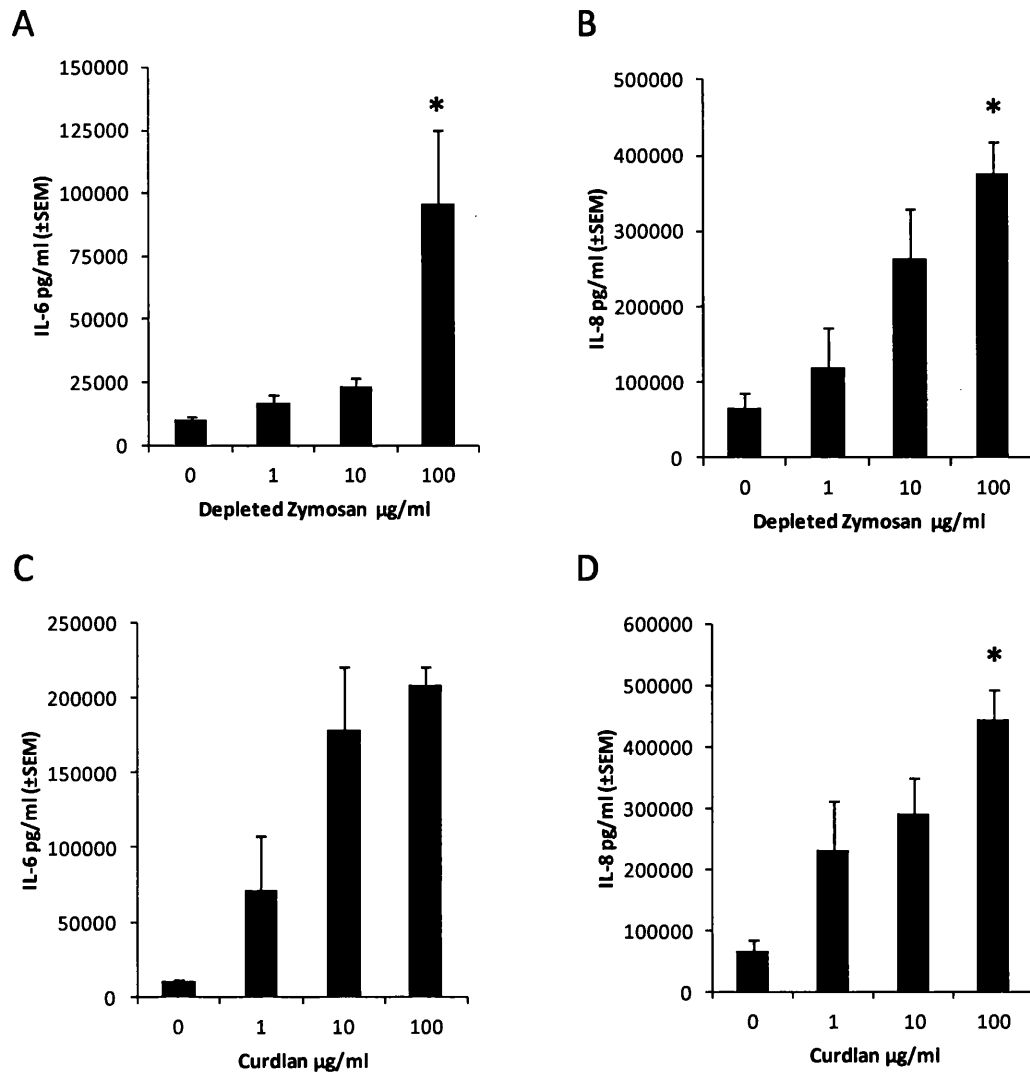 A
150000
125000
100000
75000
50000
25000
0
IL-6 pg/ml (±SEM)
*
0 1 10 100
Depleted Zymosan µg/ml
B
500000
400000
300000
200000
100000
0
IL-8 pg/ml (±SEM)
*
0 1 10 100
Depleted Zymosan µg/ml
C
250000
200000
150000
100000
50000
0
IL-6 pg/ml (±SEM)
0 1 10 100
Curdlan µg/ml
D
600000
500000
400000
300000
200000
100000
0
IL-8 pg/ml (±SEM)
*
0 1 10 100
Curdlan µg/ml